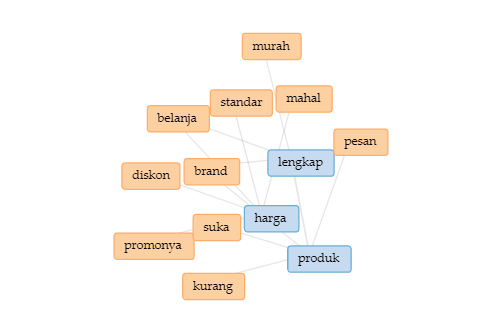 murah
standar
mahal
belanja
pesan
lengkap
brand
diskon
harga
suka
promonya
produk
kurang